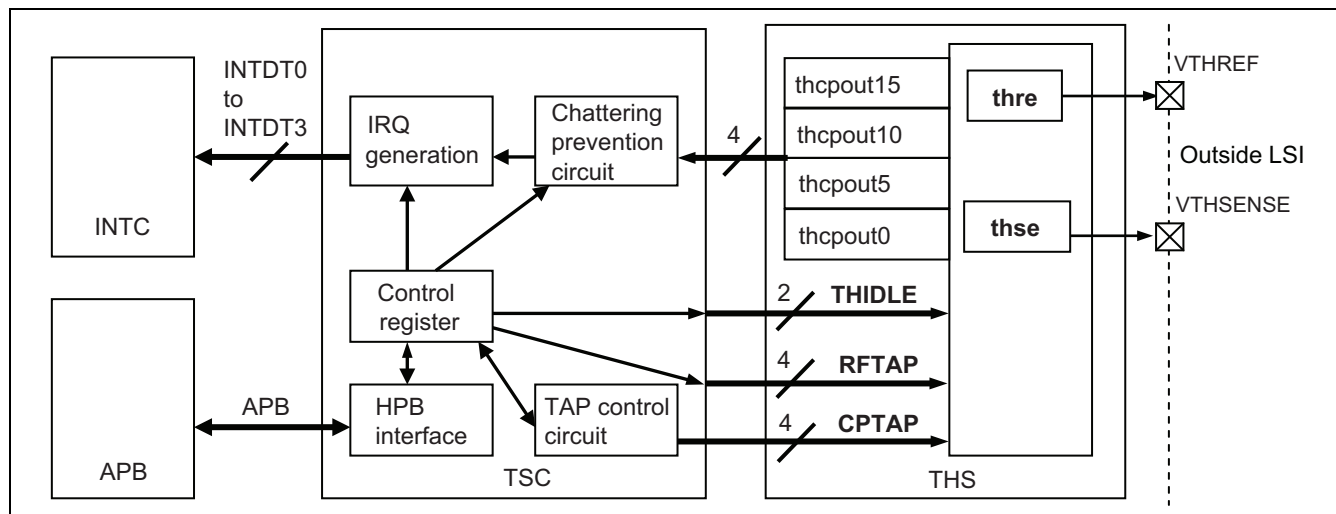 INTDT0
to
INTDT3
INTC
IRQ
generation
Chattering
prevention
circuit
4
thcpout15
thcpout10
thcpout5
thcpout0
thre
thse
VTHREF
Outside LSI
VTHSENSE
Control
register
2
THIDLE
4
RFTAP
APB
HPB
interface
TAP control
circuit
4
CPTAP
APB
TSC
THS